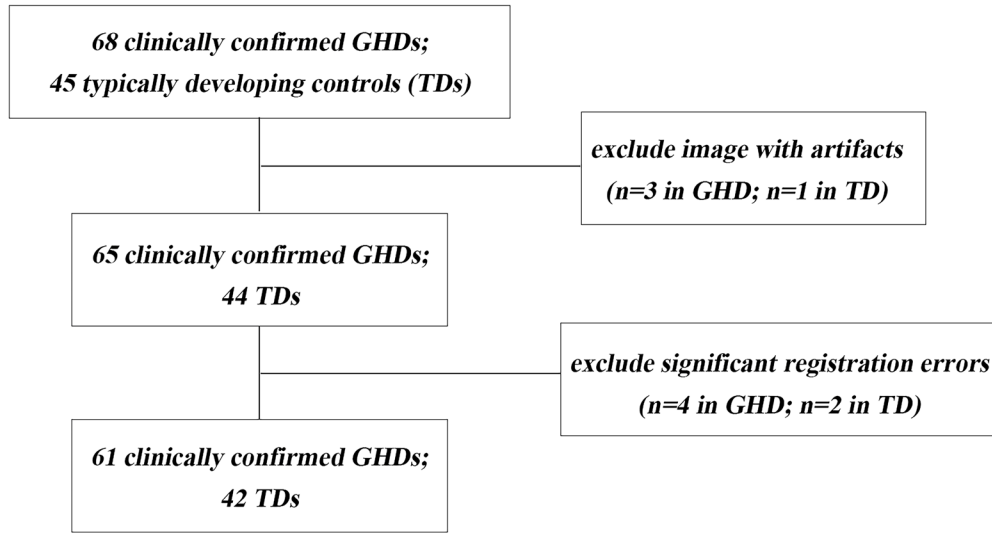 68 clinically confirmed GHDs;
45 typically developing controls (TDs)
exclude image with artifacts
(n=3 in GHD; n=1 in TD)
65 clinically confirmed GHDs;
44 TDs
exclude significant registration errors
(n=4 in GHD; n=2 in TD)
61 clinically confirmed GHDs;
42 TDs